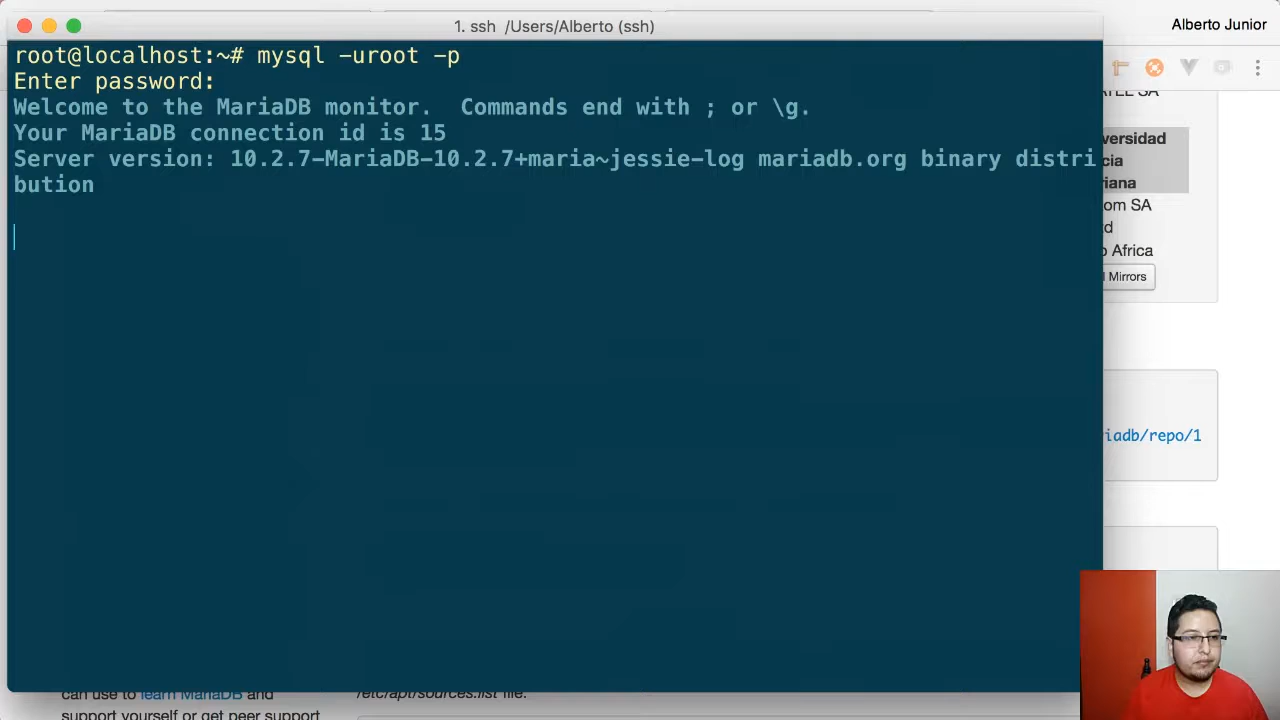 1. ssh /Users/Alberto (ssh)
Alberto Junior
root@localhost:~# mysql -uroot -p
Enter password:
Welcome to the MariaDB monitor.  Commands end with ; or \g.
Your MariaDB connection id is 15
Server version: 10.2.7-MariaDB-10.2.7+maria~jessie-log mariadb.org binary distri
bution
versidad
cia
riana
om SA
Africa
Mirrors
iadb/repo/1
can use to learn MariaDB and
/etc/apt/sources.list file.
support yourself or get peer support